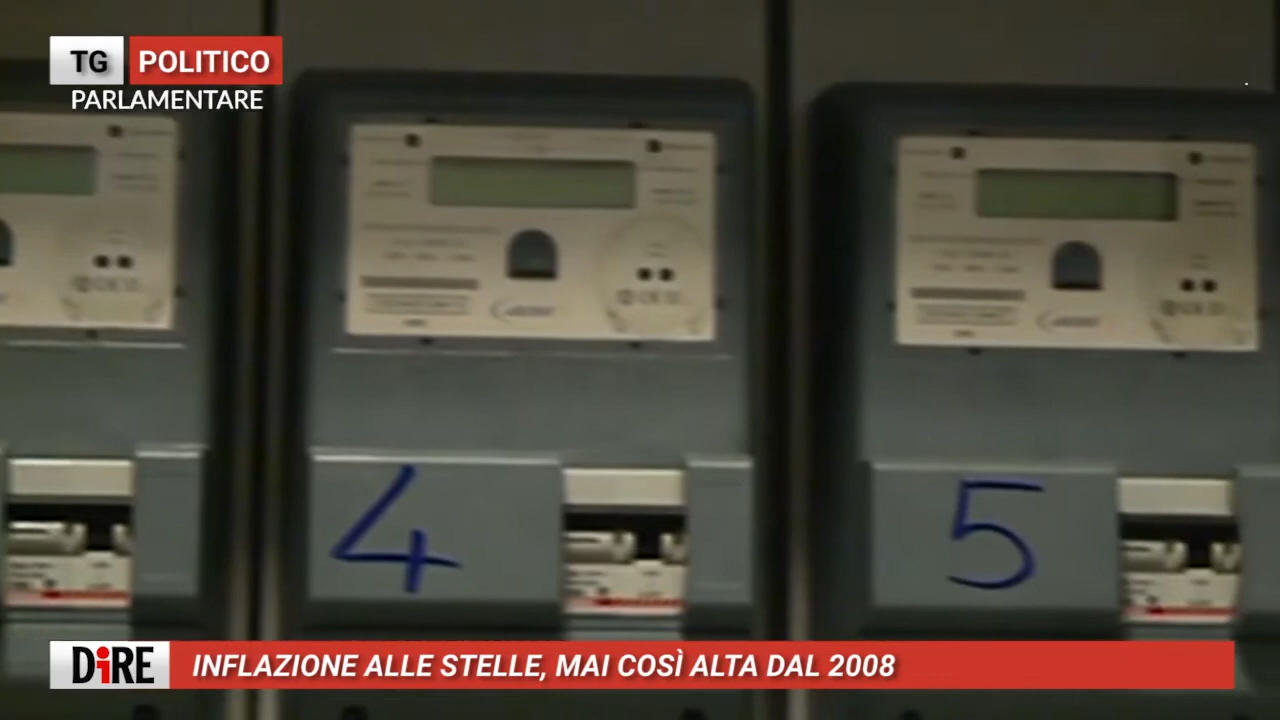 TG POLITICO
PARLAMENTARE
4
5
DiRE INFLAZIONE ALLE STELLE, MAI COSÌ ALTA DAL 2008